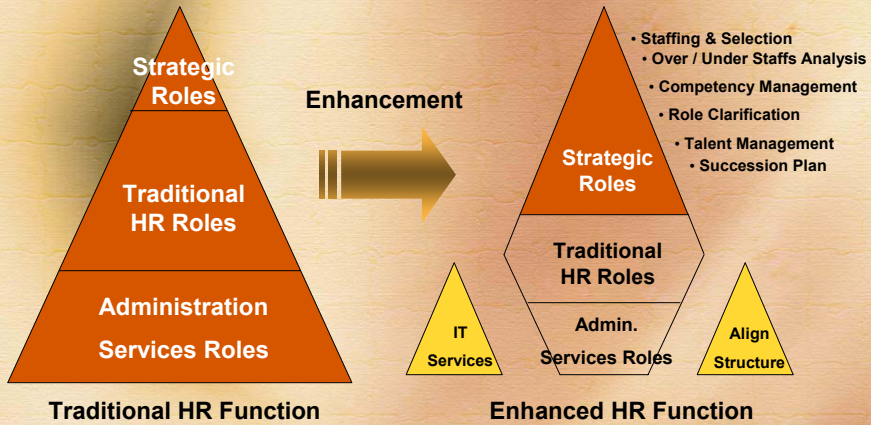 Strategic
Roles
Traditional
HR Roles
Administration
Services Roles
Traditional HR Function
Enhancement
• Staffing & Selection
• Over / Under Staffs Analysis
• Competency Management
• Role Clarification
• Talent Management
• Succession Plan
Strategic
Roles
Traditional
HR Roles
Admin.
Services Roles
IT
Services
Align
Structure
Enhanced HR Function